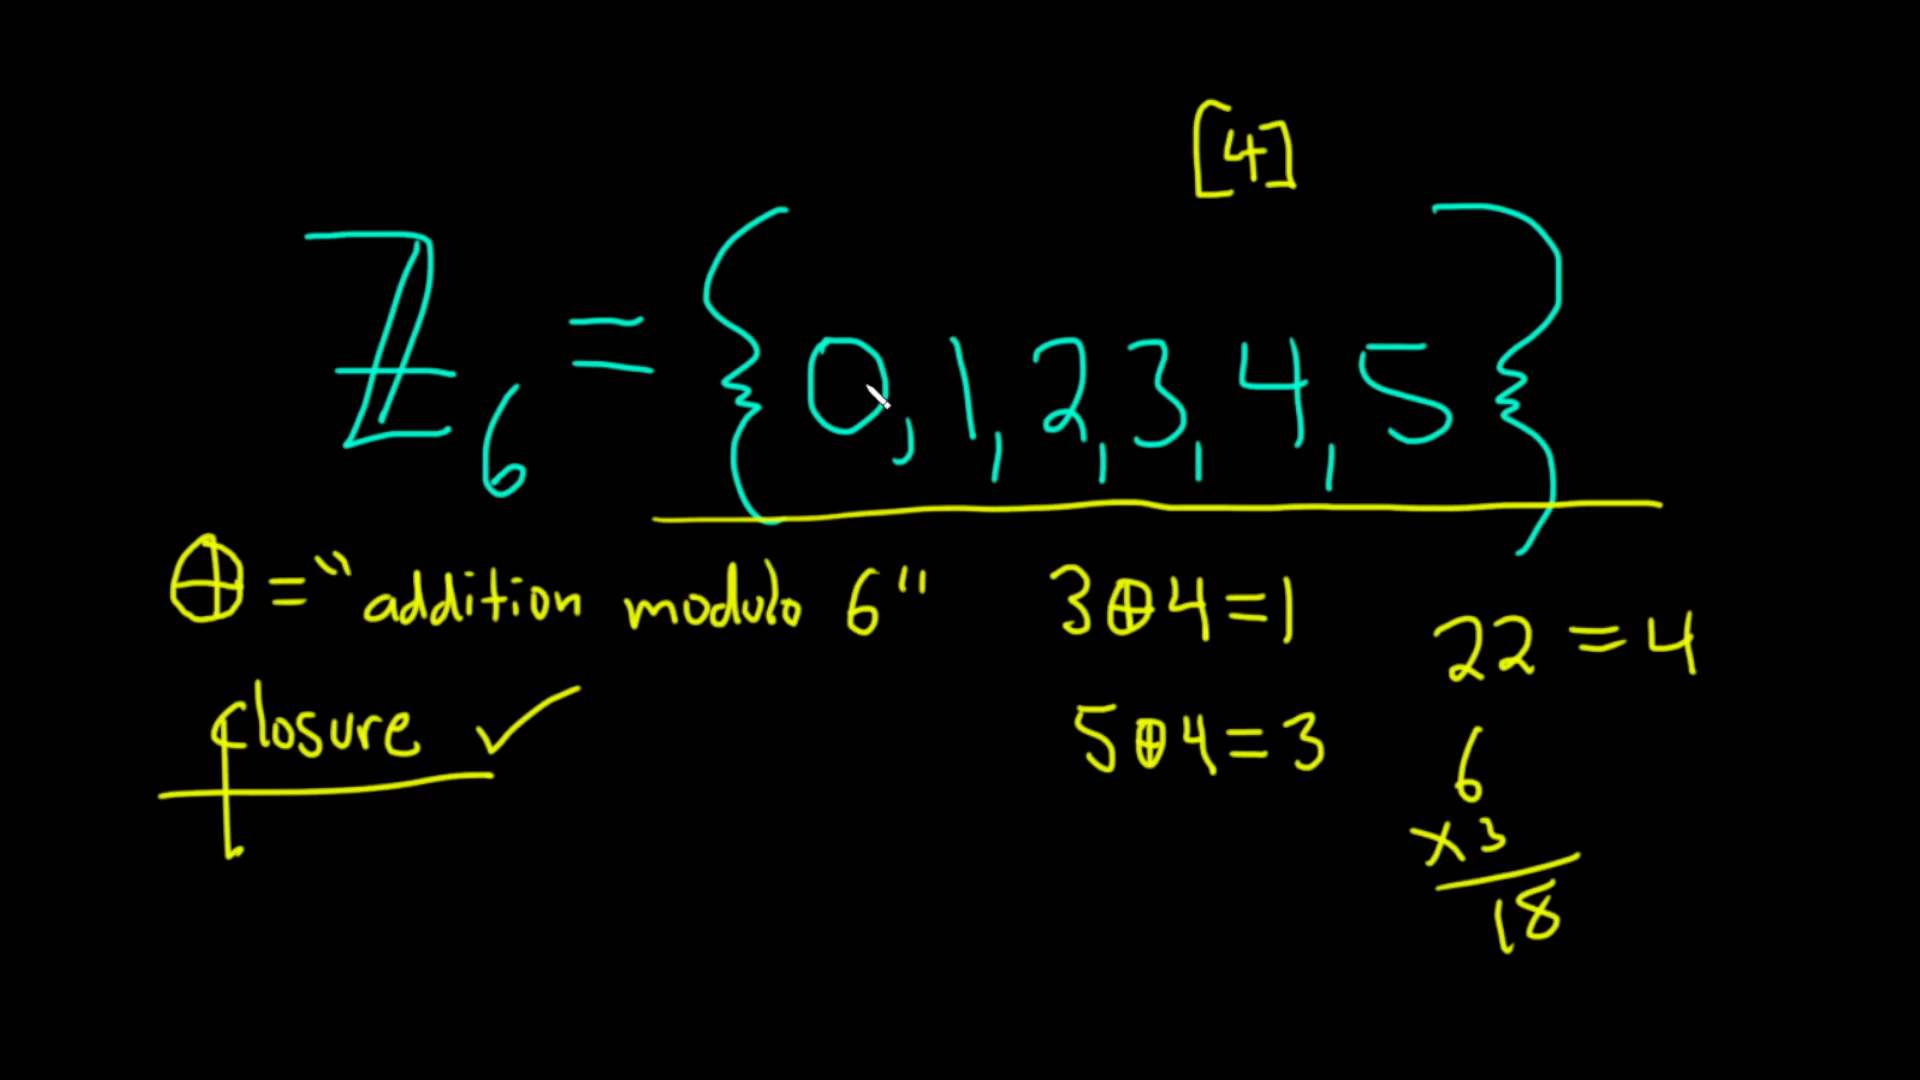 [4]
ℤ6 = {0, 1, 2, 3, 4, 5}
⊕ = "addition modulo 6"
3 ⊕ 4 = 1
22 = 4
closure ✓
5 ⊕ 4 = 3
6
x 3
18